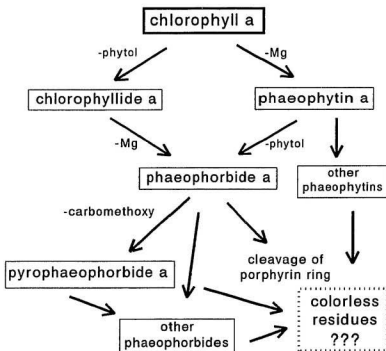 chlorophyll a
-phytol
-Mg
chlorophyllide a
phaeophytin a
-Mg
-phytol
phaeophorbide a
other
phaeophytins
-carbomethoxy
cleavage of
porphyrin ring
pyrophaeophorbide a
colorless
residues
???
other
phaeophorbides